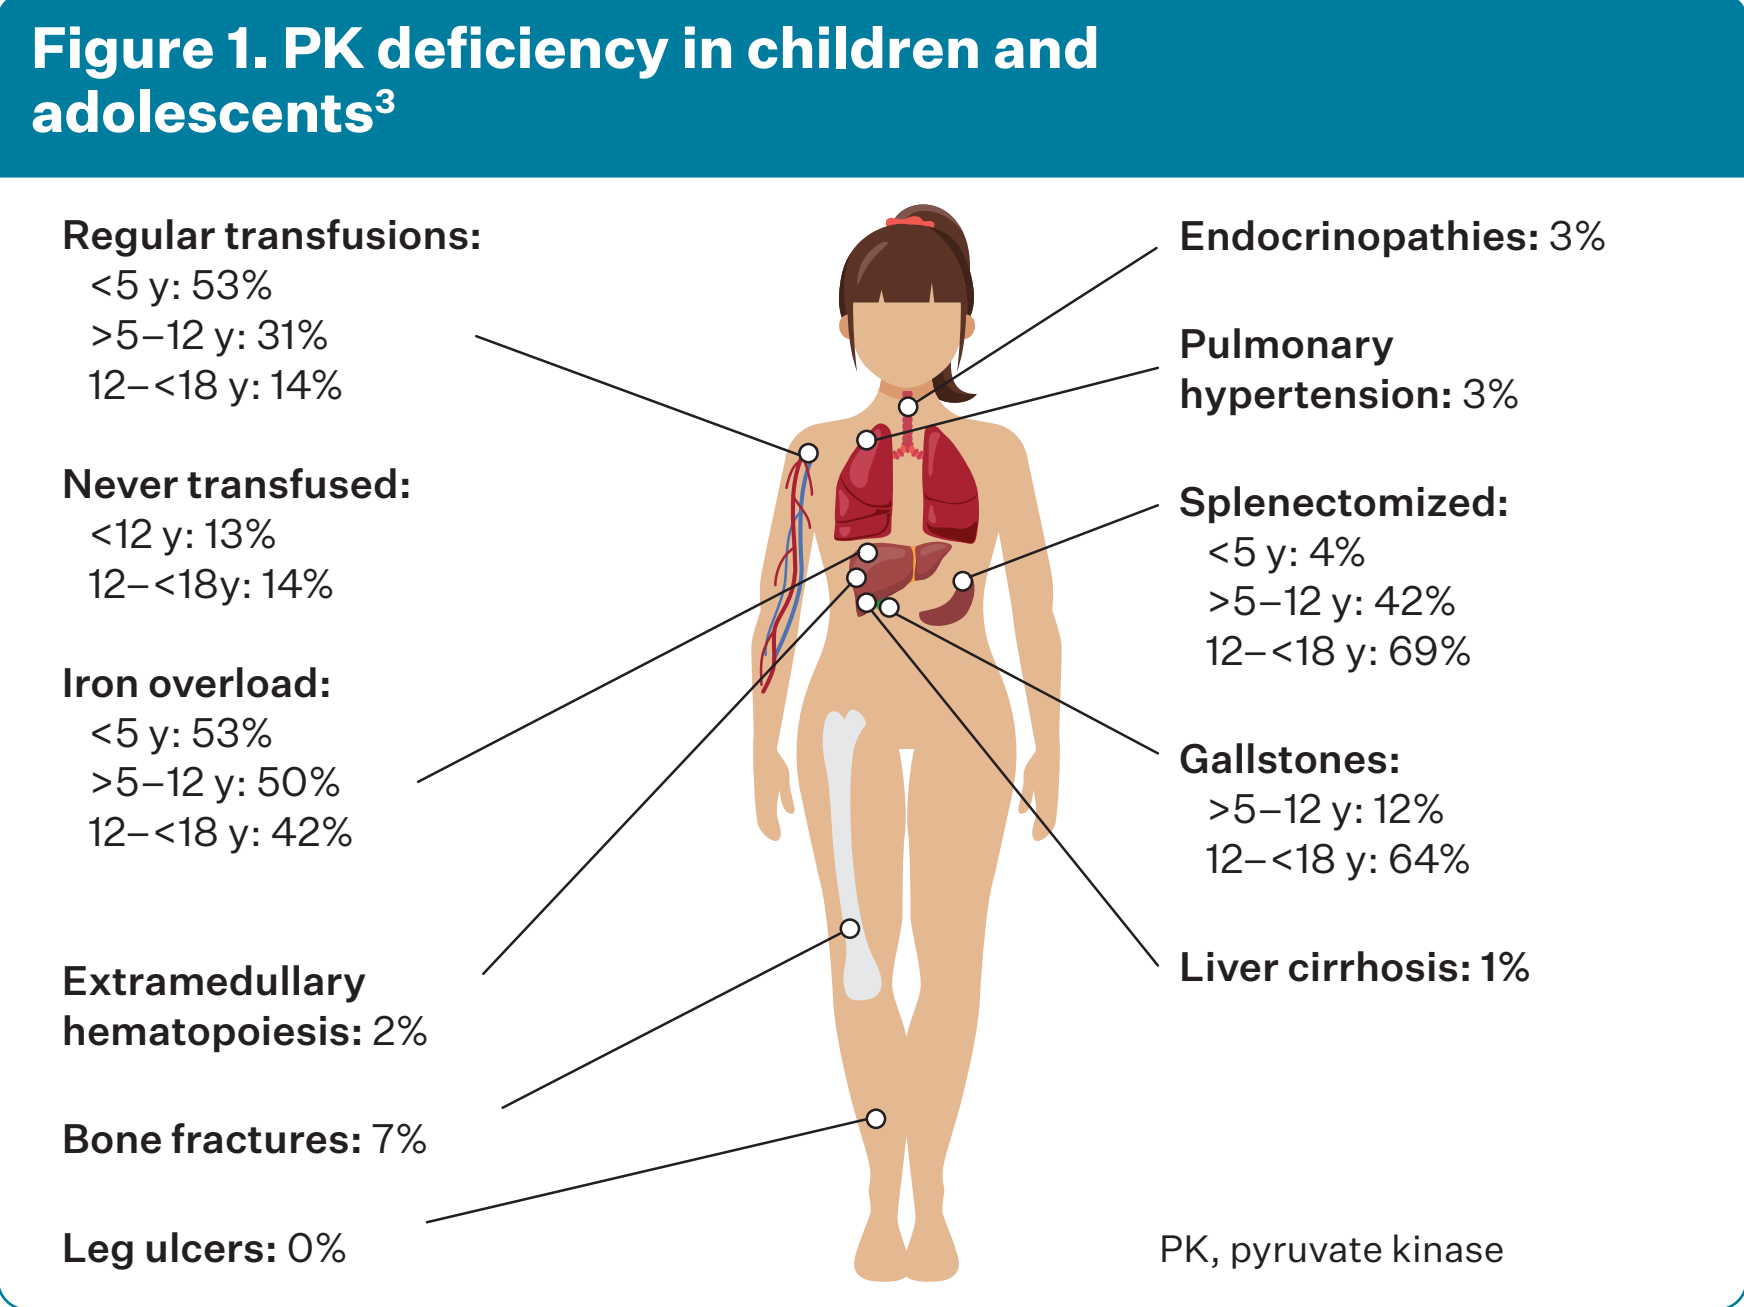 Figure 1. PK deficiency in children and
adolescents³
Regular transfusions:
<5 y: 53%
>5–12 y: 31%
12–<18 y: 14%
Never transfused:
<12 y: 13%
12–<18y: 14%
Iron overload:
<5 y: 53%
>5–12 y: 50%
12–<18 y: 42%
Extramedullary
hematopoiesis: 2%
Bone fractures: 7%
Leg ulcers: 0%
Endocrinopathies: 3%
Pulmonary
hypertension: 3%
Splenectomized:
<5 y: 4%
>5–12 y: 42%
12–<18 y: 69%
Gallstones:
>5–12 y: 12%
12–<18 y: 64%
Liver cirrhosis: 1%
PK, pyruvate kinase